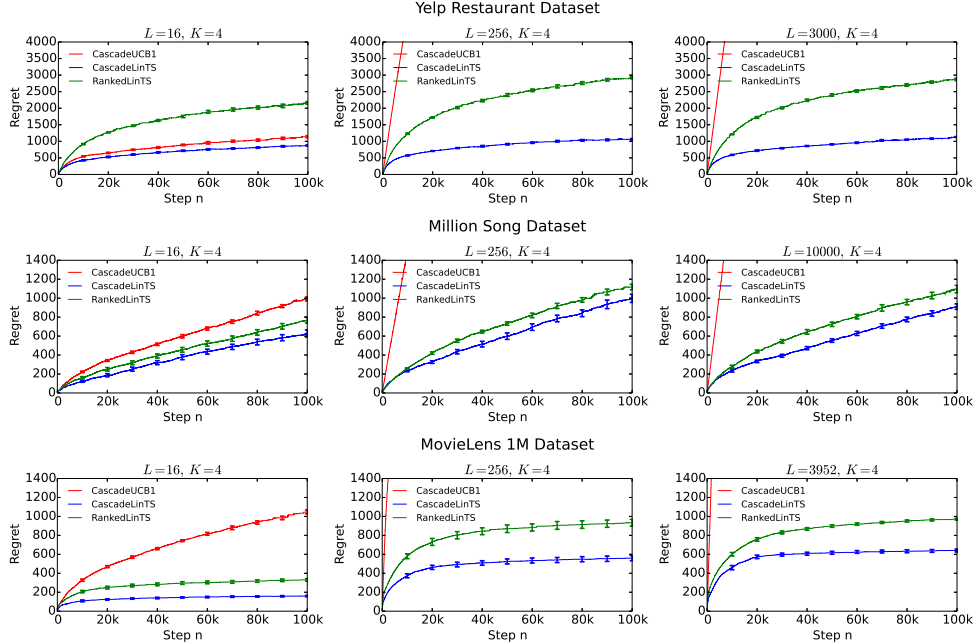 Yelp Restaurant Dataset
L=16, K=4
4000
3500
3000
2500
2000
1500
1000
500
0
Regret
CascadeUCB1
CascadeLinTS
RankedLinTS
0 20k 40k 60k 80k 100k
Step n
L=256, K=4
4000
3500
3000
2500
2000
1500
1000
500
0
Regret
CascadeUCB1
CascadeLinTS
RankedLinTS
0 20k 40k 60k 80k 100k
Step n
L=3000, K=4
4000
3500
3000
2500
2000
1500
1000
500
0
Regret
CascadeUCB1
CascadeLinTS
RankedLinTS
0 20k 40k 60k 80k 100k
Step n
Million Song Dataset
L=16, K=4
1400
1200
1000
800
600
400
200
0
Regret
CascadeUCB1
CascadeLinTS
RankedLinTS
0 20k 40k 60k 80k 100k
Step n
L=256, K=4
1400
1200
1000
800
600
400
200
0
Regret
CascadeUCB1
CascadeLinTS
RankedLinTS
0 20k 40k 60k 80k 100k
Step n
L=10000, K=4
1400
1200
1000
800
600
400
200
0
Regret
CascadeUCB1
CascadeLinTS
RankedLinTS
0 20k 40k 60k 80k 100k
Step n
MovieLens 1M Dataset
L=16, K=4
1400
1200
1000
800
600
400
200
0
Regret
CascadeUCB1
CascadeLinTS
RankedLinTS
0 20k 40k 60k 80k 100k
Step n
L=256, K=4
1400
1200
1000
800
600
400
200
0
Regret
CascadeUCB1
CascadeLinTS
RankedLinTS
0 20k 40k 60k 80k 100k
Step n
L=3952, K=4
1400
1200
1000
800
600
400
200
0
Regret
CascadeUCB1
CascadeLinTS
RankedLinTS
0 20k 40k 60k 80k 100k
Step n